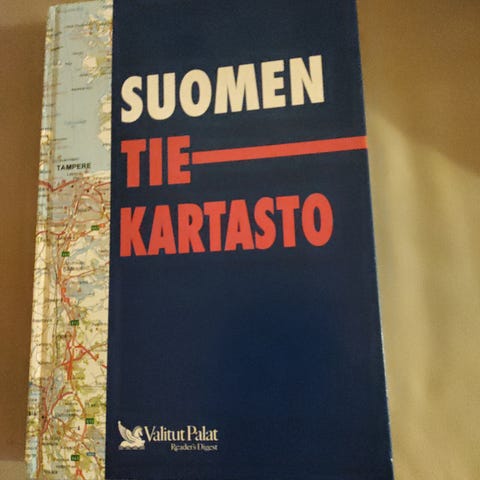 SUOMEN
TIE
KARTASTO
TAMPERE
Valitut Palat
Reader's Digest